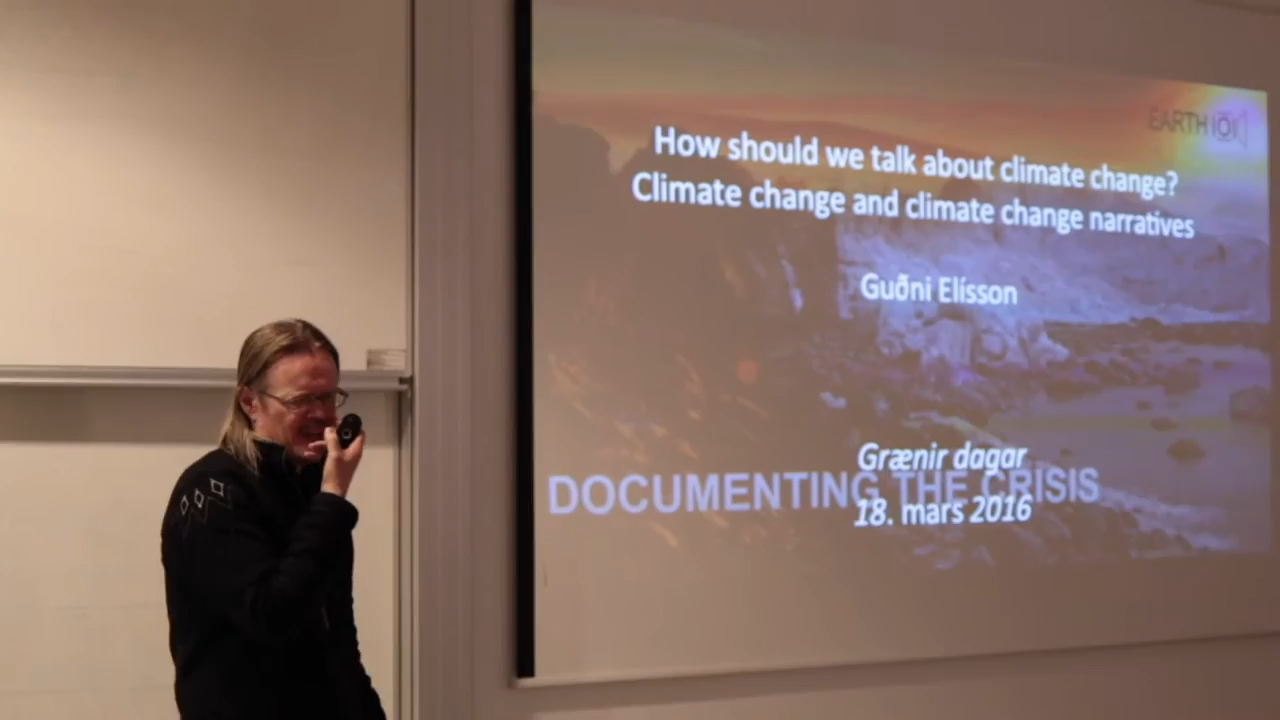 EARTH 101
How should we talk about climate change?
Climate change and climate change narratives
Guðni Elísson
Grænir dagar
DOCUMENTING THE CRISIS
18. mars 2016